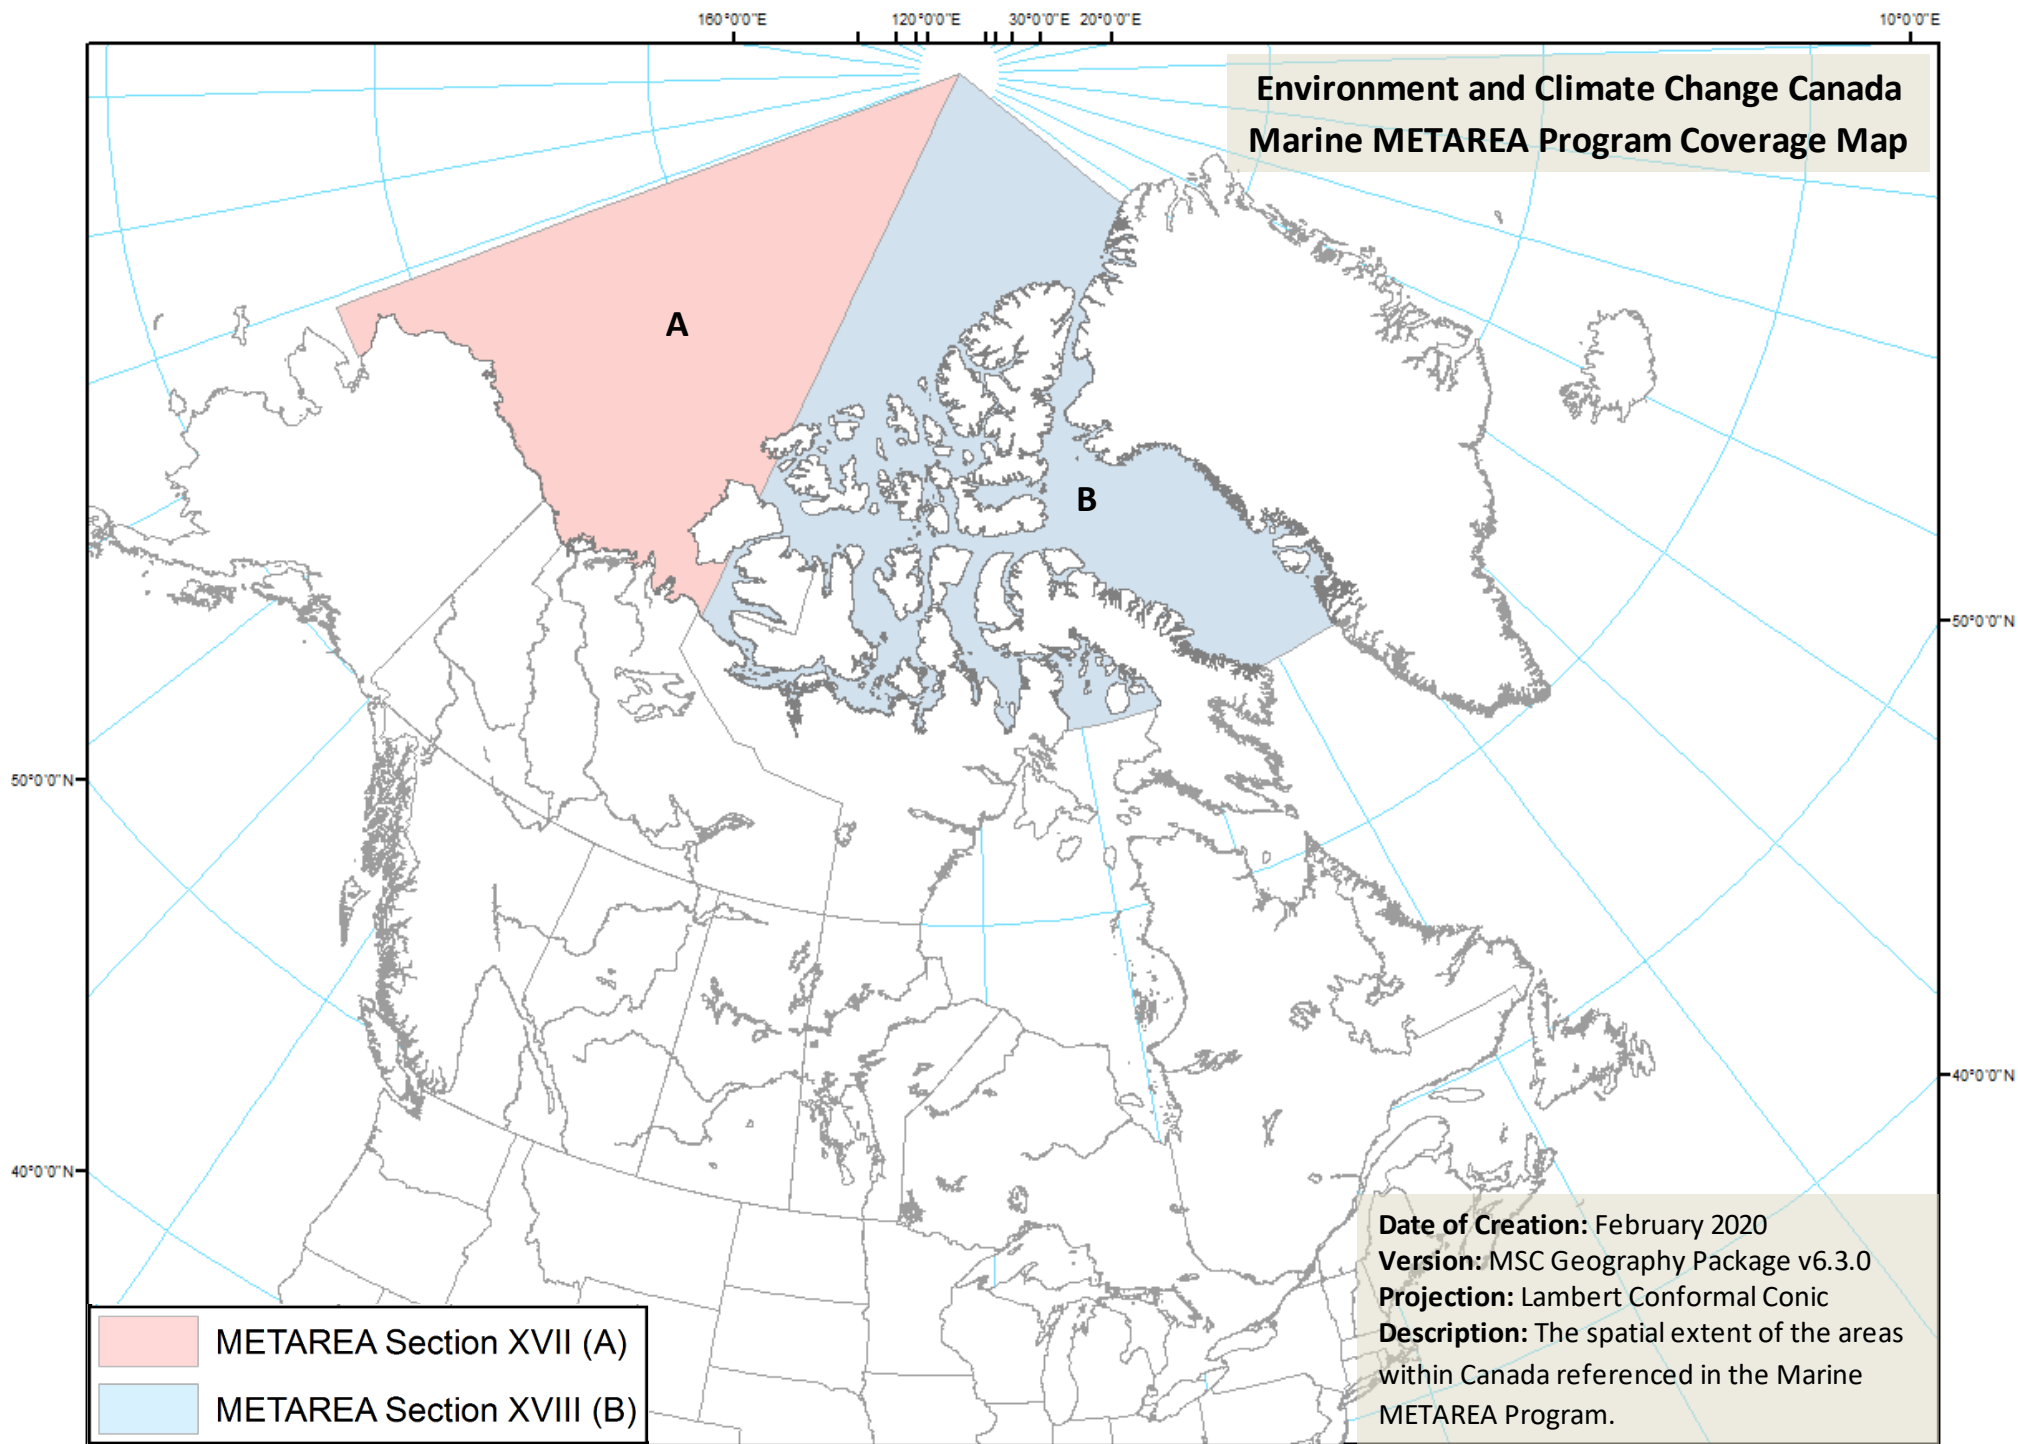 160°0'0"E 120°0'0"E 30°0'0"E 20°0'0"E 10°0'0"E
Environment and Climate Change Canada
Marine METAREA Program Coverage Map
A
B
50°0'0"N
50°0'0"N
40°0'0"N
40°0'0"N
Date of Creation: February 2020
Version: MSC Geography Package v6.3.0
Projection: Lambert Conformal Conic
Description: The spatial extent of the areas
within Canada referenced in the Marine
METAREA Program.
METAREA Section XVII (A)
METAREA Section XVIII (B)